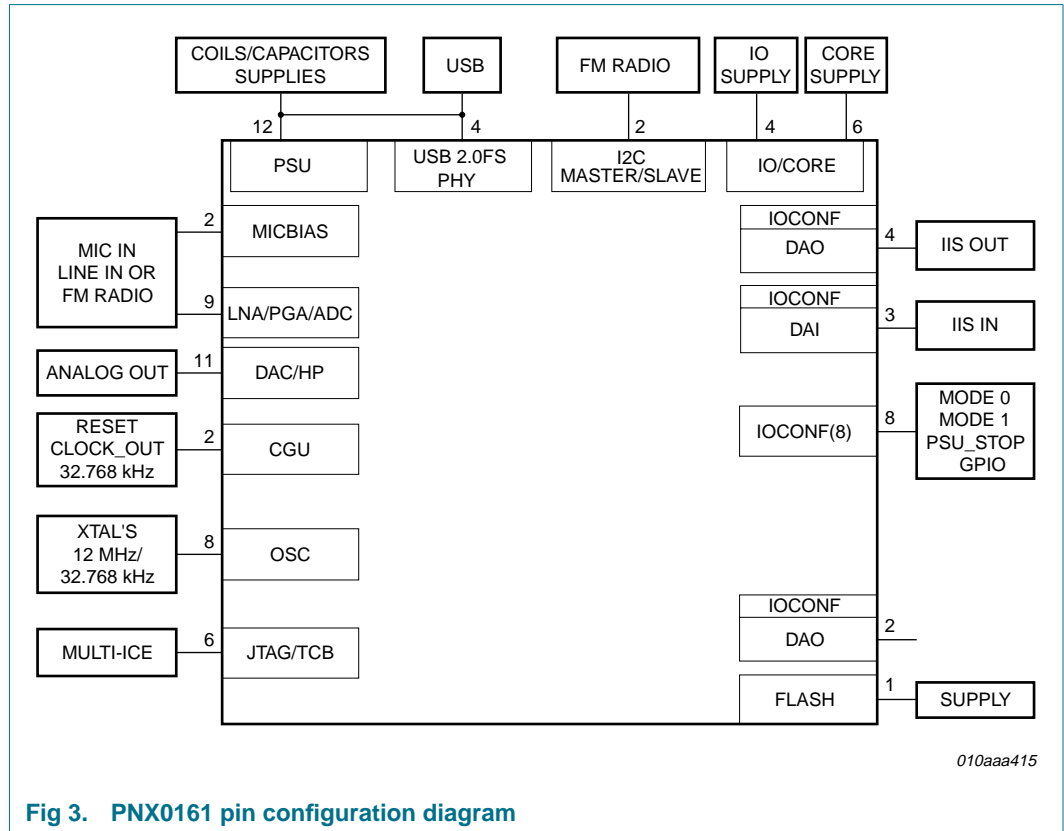 COILS/CAPACITORS
SUPPLIES
USB
FM RADIO
IO
SUPPLY
CORE
SUPPLY
12
4
2
4
6
PSU
USB 2.0FS
PHY
I2C
MASTER/SLAVE
IO/CORE
MIC IN
LINE IN OR
FM RADIO
2
MICBIAS
9
LNA/PGA/ADC
ANALOG OUT
11
DAC/HP
RESET
CLOCK_OUT
32.768 kHz
2
CGU
XTAL'S
12 MHz/
32.768 kHz
8
OSC
MULTI-ICE
6
JTAG/TCB
IOCONF
DAO
4
IIS OUT
IOCONF
DAI
3
IIS IN
IOCONF(8)
8
MODE 0
MODE 1
PSU_STOP
GPIO
IOCONF
DAO
2
FLASH
1
SUPPLY
010aaa415
Fig 3. PNX0161 pin configuration diagram